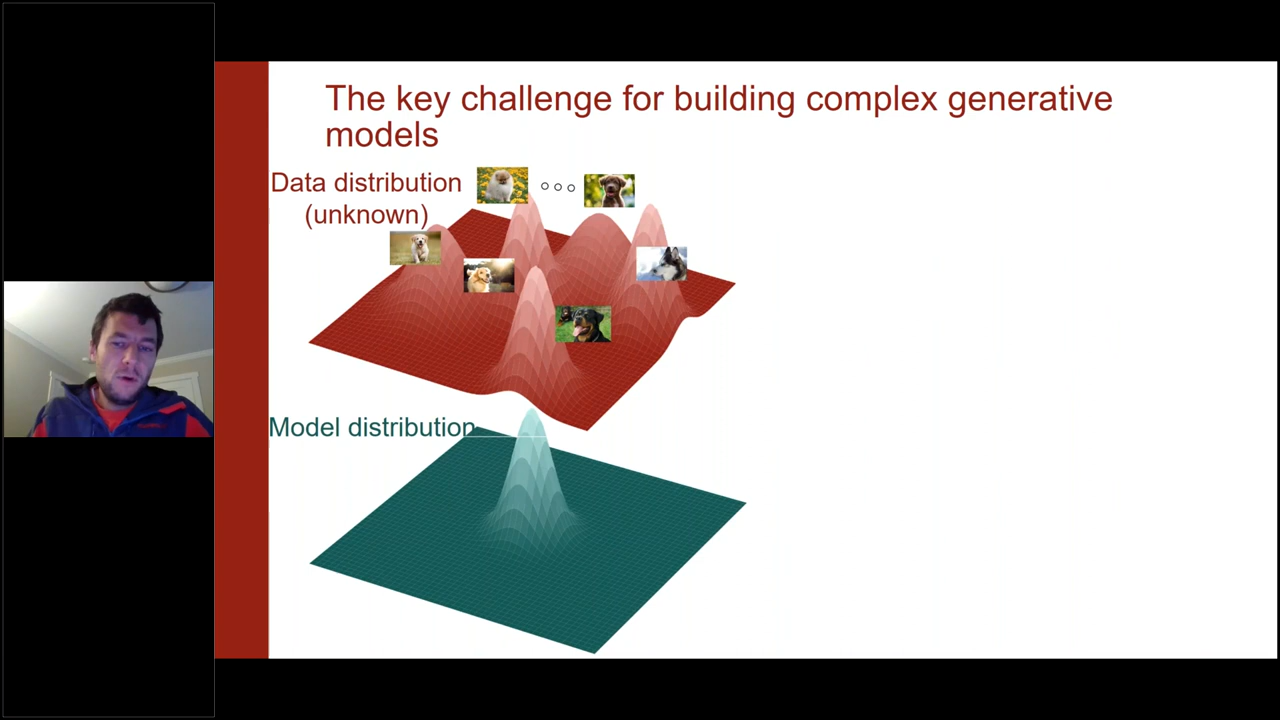 The key challenge for building complex generative
models
Data distribution
(unknown)
Model distribution